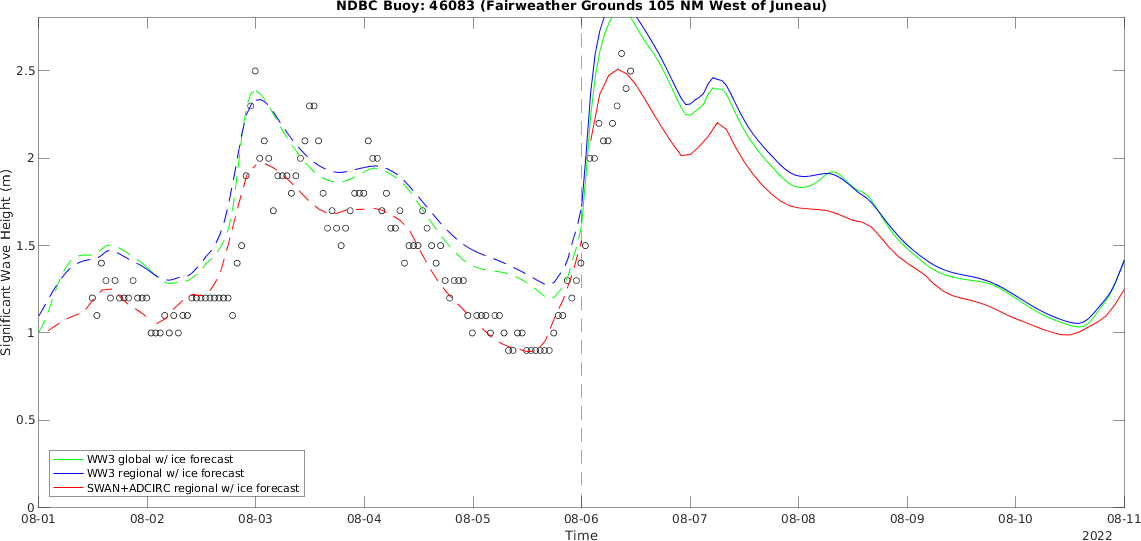 NDBC Buoy: 46083 (Fairweather Grounds 105 NM West of Juneau)
Significant Wave Height (m)
2.5
2
1.5
1
0.5
0
WW3 global w/ ice forecast
WW3 regional w/ ice forecast
SWAN+ADCIRC regional w/ ice forecast
08-01 08-02 08-03 08-04 08-05 08-06 08-07 08-08 08-09 08-10 08-11
Time
2022